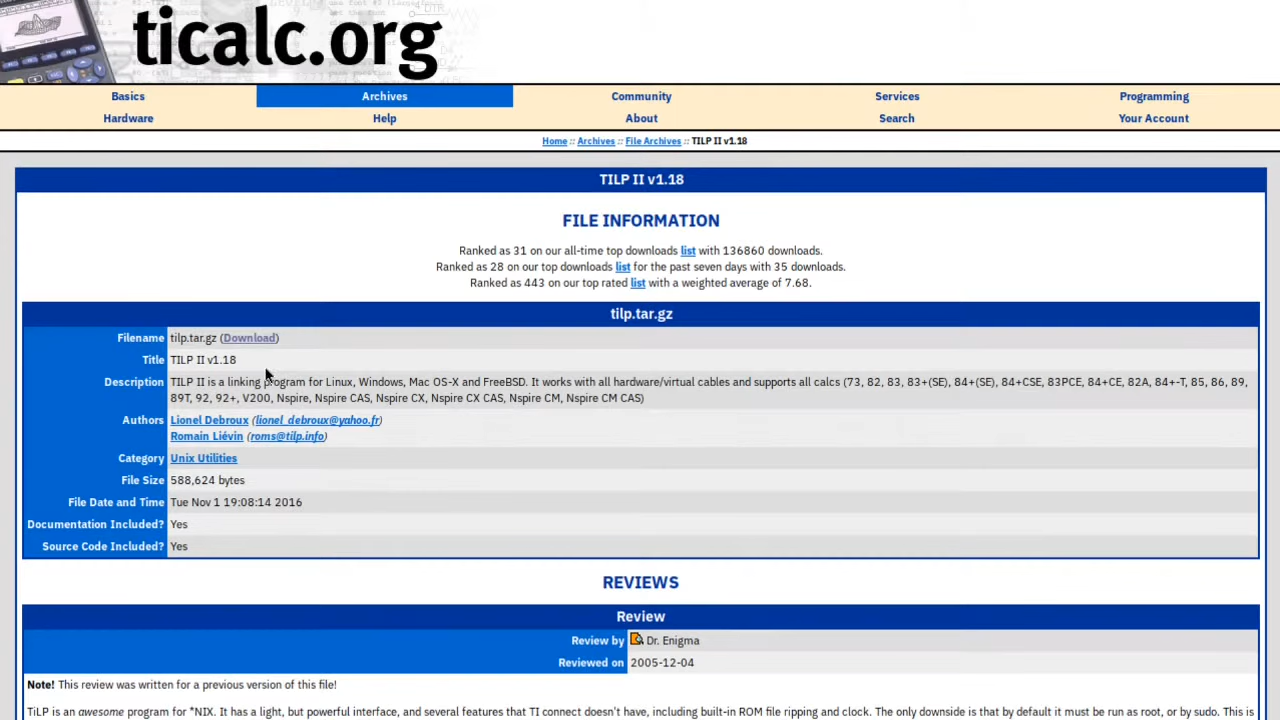 ticalc.org
Basics Archives Community Services Programming
Hardware Help About Search Your Account
Home :: Archives :: File Archives :: TILP II v1.18
TILP II v1.18
FILE INFORMATION
Ranked as 31 on our all-time top downloads list with 136860 downloads.
Ranked as 28 on our top downloads list for the past seven days with 35 downloads.
Ranked as 443 on our top rated list with a weighted average of 7.68.
tilp.tar.gz
Filename tilp.tar.gz (Download)
Title TILP II v1.18
Description TILP II is a linking program for Linux, Windows, Mac OS-X and FreeBSD. It works with all hardware/virtual cables and supports all calcs (73, 82, 83, 83+(SE), 84+(SE), 84+CSE, 83PCE, 84+CE, 82A, 84+-T, 85, 86, 89,
89T, 92, 92+, V200, Nspire, Nspire CAS, Nspire CX, Nspire CX CAS, Nspire CM, Nspire CM CAS)
Authors Lionel Debroux (lionel_debroux@yahoo.fr)
Romain Liévin (roms@tilp.info)
Category Unix Utilities
File Size 588,624 bytes
File Date and Time Tue Nov 1 19:08:14 2016
Documentation Included? Yes
Source Code Included? Yes
REVIEWS
Review
Review by Dr. Enigma
Reviewed on 2005-12-04
Note! This review was written for a previous version of this file!
TiLP is an awesome program for *NIX. It has a light, but powerful interface, and several features that TI connect doesn't have, including built-in ROM file ripping and clock. The only downside is that by default it must be run as root, or by sudo. This is